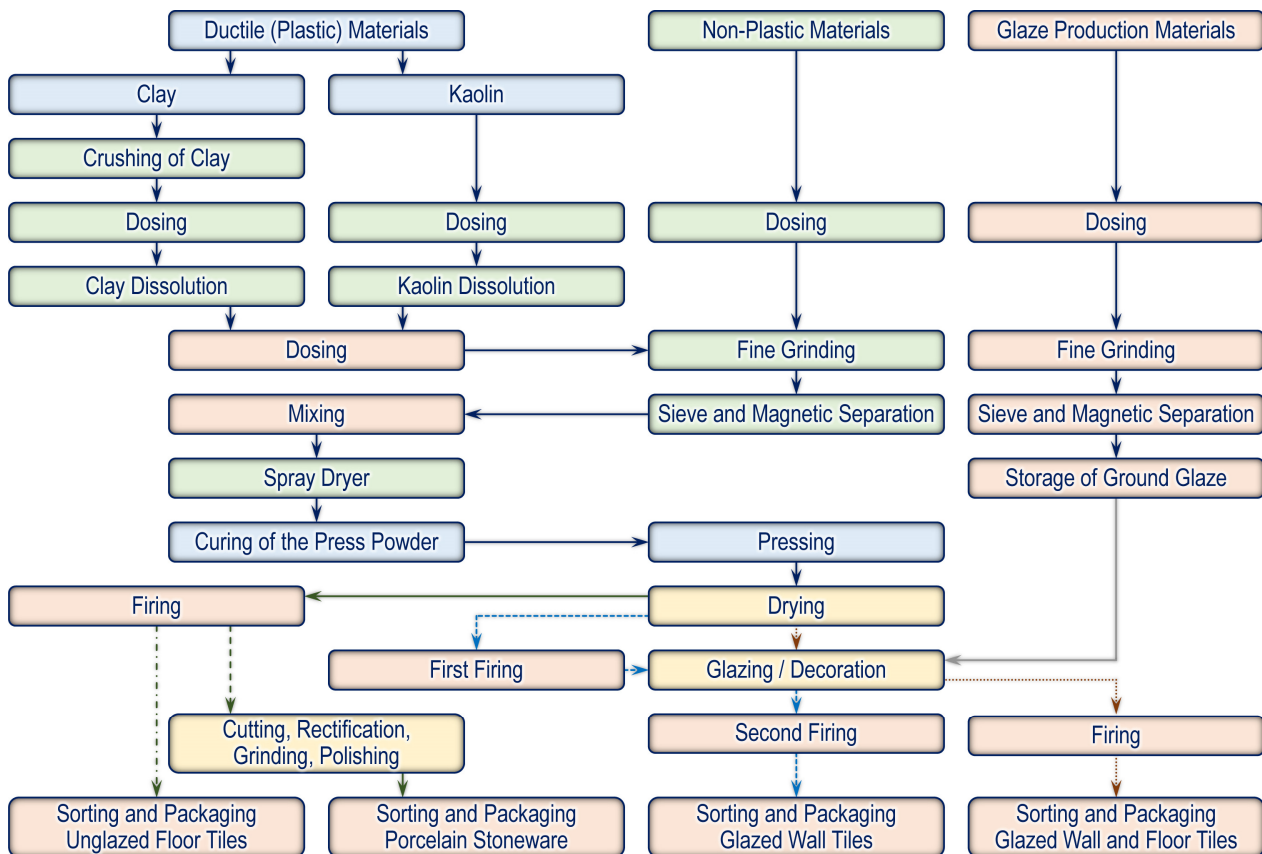 Ductile (Plastic) Materials
Non-Plastic Materials
Glaze Production Materials
Clay
Kaolin
Crushing of Clay
Dosing
Dosing
Dosing
Dosing
Clay Dissolution
Kaolin Dissolution
Dosing
Fine Grinding
Fine Grinding
Mixing
Sieve and Magnetic Separation
Sieve and Magnetic Separation
Spray Dryer
Storage of Ground Glaze
Curing of the Press Powder
Pressing
Firing
Drying
First Firing
Glazing / Decoration
Cutting, Rectification,
Grinding, Polishing
Second Firing
Firing
Sorting and Packaging
Unglazed Floor Tiles
Sorting and Packaging
Porcelain Stoneware
Sorting and Packaging
Glazed Wall Tiles
Sorting and Packaging
Glazed Wall and Floor Tiles